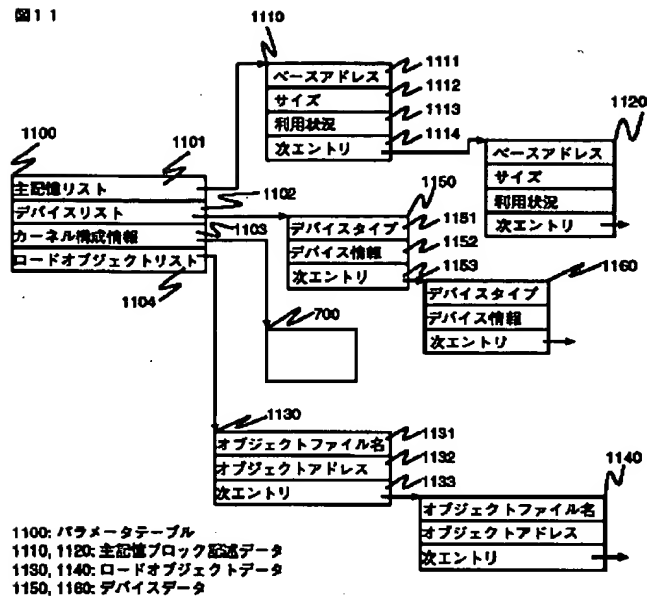 図11
1110
1111
ベースアドレス
1112
サイズ
1113
利用状況
1114
次エントリ
1120
ベースアドレス
サイズ
利用状況
次エントリ
1100
1101
主記憶リスト
1102
デバイスリスト
1103
カーネル構成情報
ロードオブジェクトリスト
1104
1150
1151
デバイスタイプ
1152
デバイス情報
1153
次エントリ
1160
デバイスタイプ
デバイス情報
次エントリ
700
1130
1131
オブジェクトファイル名
1132
オブジェクトアドレス
1133
次エントリ
1140
オブジェクトファイル名
オブジェクトアドレス
次エントリ
1100: パラメータテーブル
1110, 1120: 主記憶ブロック記述データ
1130, 1140: ロードオブジェクトデータ
1150, 1160: デバイスデータ